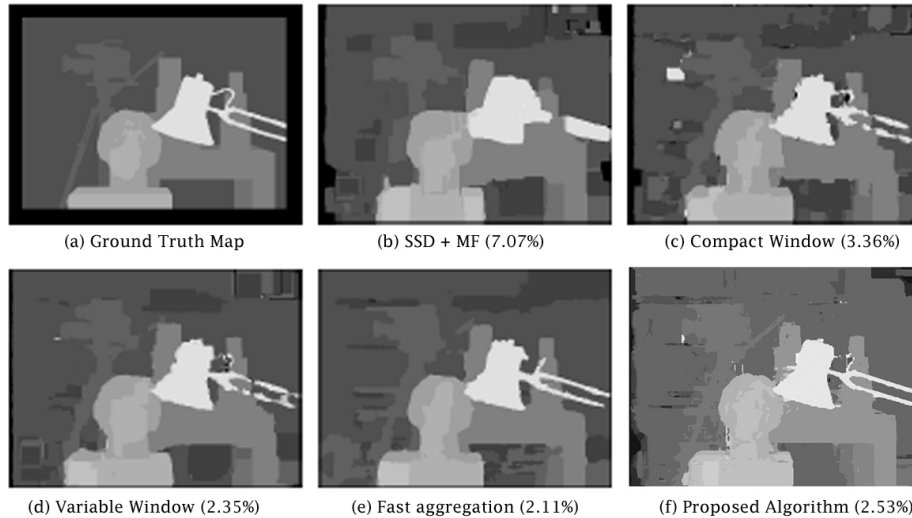 (a) Ground Truth Map
(b) SSD + MF (7.07%)
(c) Compact Window (3.36%)
(d) Variable Window (2.35%)
(e) Fast aggregation (2.11%)
(f) Proposed Algorithm (2.53%)